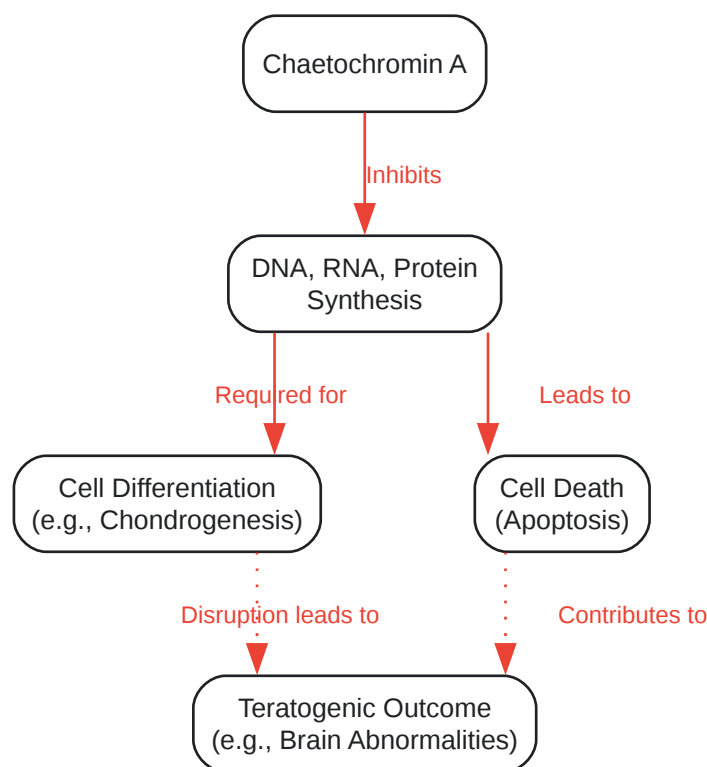 Chaetochromin A
Inhibits
DNA, RNA, Protein
Synthesis
Required for
Leads to
Cell Differentiation
(e.g., Chondrogenesis)
Cell Death
(Apoptosis)
Disruption leads to
Contributes to
Teratogenic Outcome
(e.g., Brain Abnormalities)